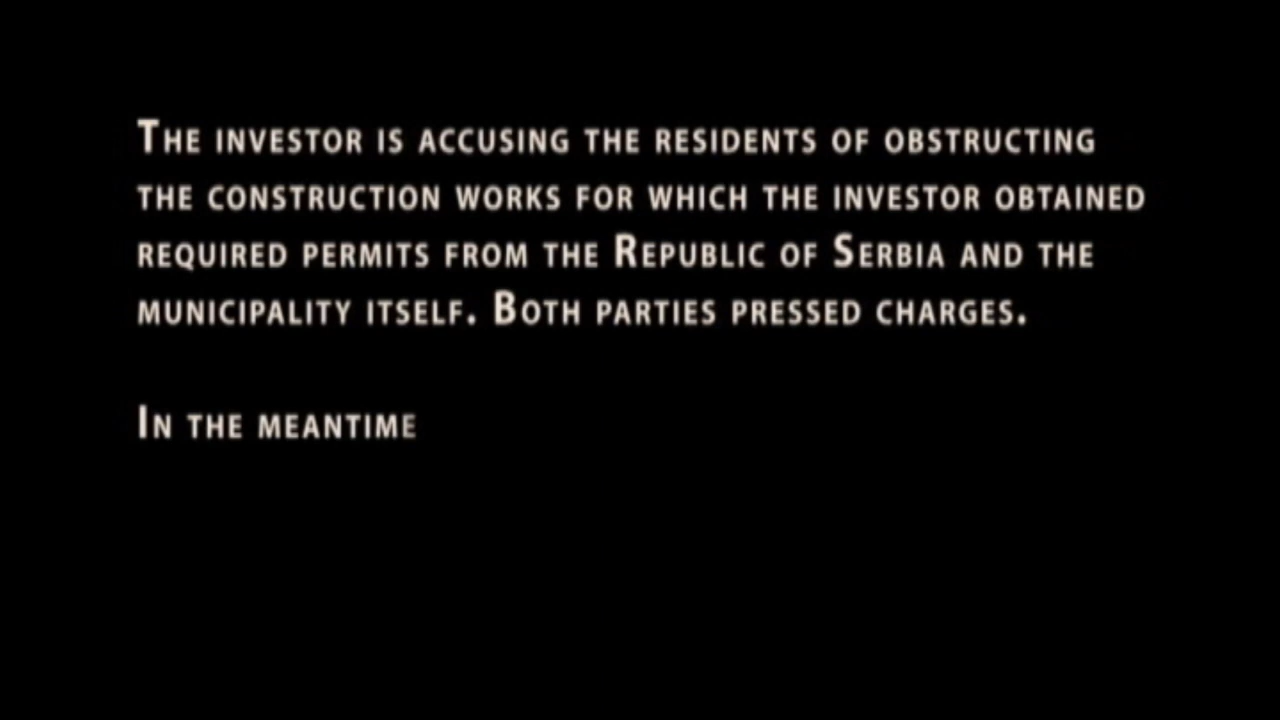 The investor is accusing the residents of obstructing
the construction works for which the investor obtained
required permits from the Republic of Serbia and the
municipality itself. Both parties pressed charges.
In the meantime